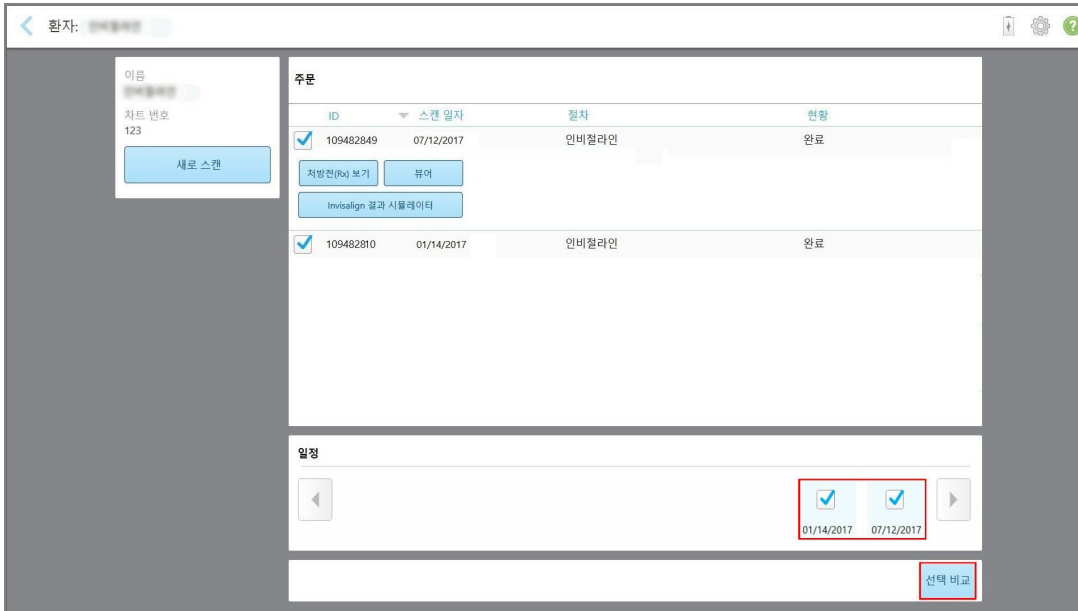 환자:
이름
차트 번호
123
새로 스캔
주문
ID 스캔 일자 절차 현황
109482849 07/12/2017 인비절라인 완료
처방전(Rx) 보기 뷰어
Invisalign 결과 시뮬레이터
109482810 01/14/2017 인비절라인 완료
일정
01/14/2017 07/12/2017
선택 비교
?